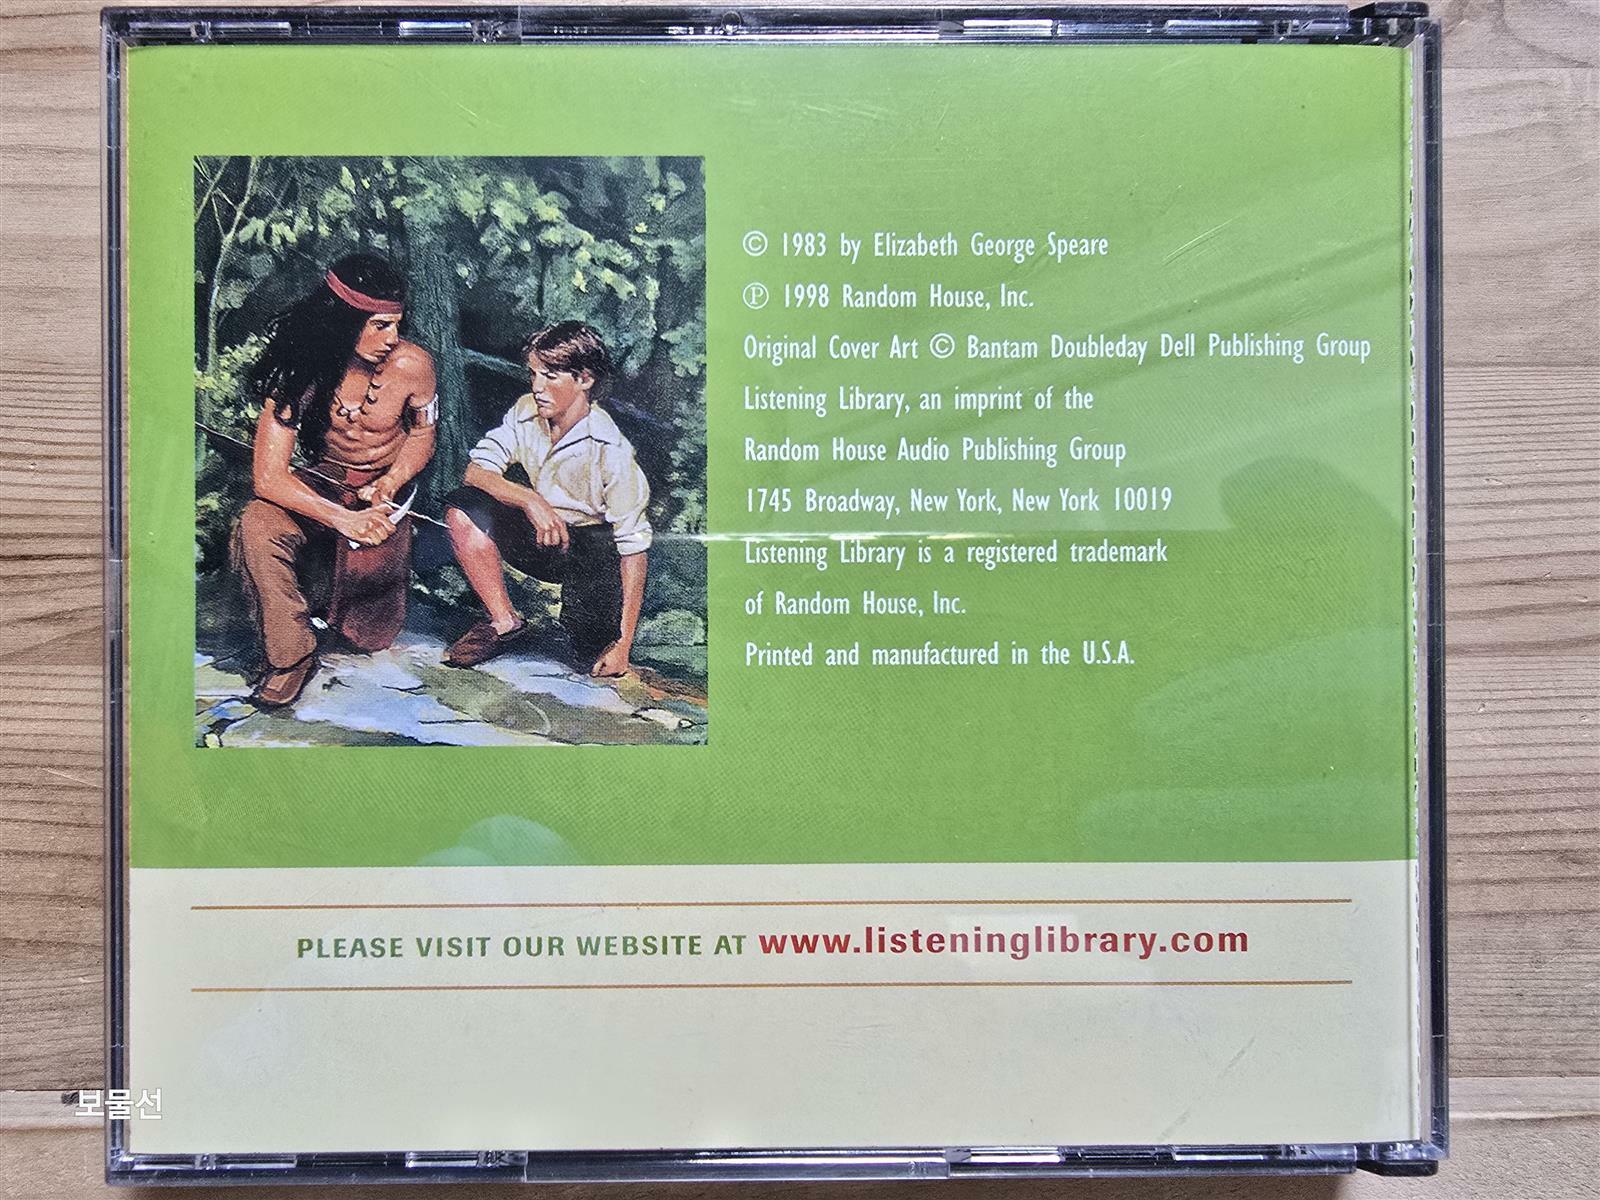 © 1983 by Elizabeth George Speare
℗ 1998 Random House, Inc.
Original Cover Art © Bantam Doubleday Dell Publishing Group
Listening Library, an imprint of the
Random House Audio Publishing Group
1745 Broadway, New York, New York 10019
Listening Library is a registered trademark
of Random House, Inc.
Printed and manufactured in the U.S.A.
PLEASE VISIT OUR WEBSITE AT www.listeninglibrary.com
보물선